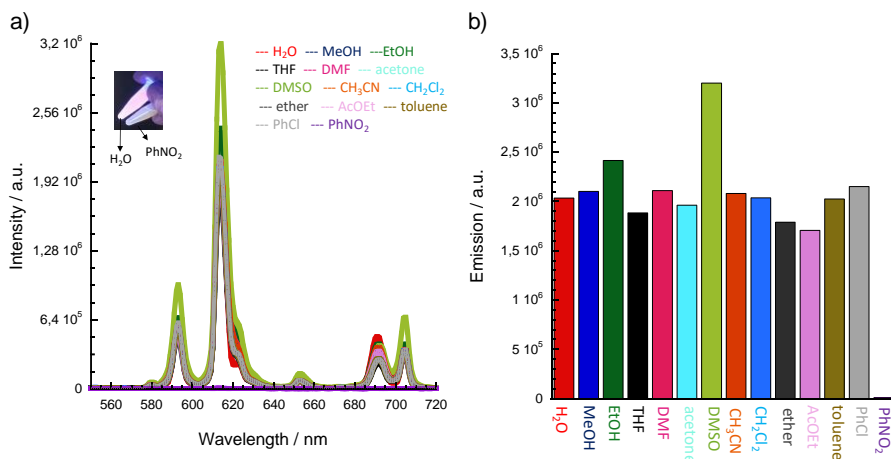 a)
3,2 10⁶
2,56 10⁶
1,92 10⁶
1,28 10⁶
6,4 10⁵
0
Intensity / a.u.
--- H₂O --- MeOH ---EtOH
--- THF --- DMF --- acetone
--- DMSO --- CH₃CN --- CH₂Cl₂
--- ether --- AcOEt --- toluene
--- PhCl --- PhNO₂
H₂O
PhNO₂
560 580 600 620 640 660 680 700 720
Wavelength / nm
b)
3,5 10⁶
3 10⁶
2,5 10⁶
2 10⁶
1,5 10⁶
1 10⁶
5 10⁵
0
Emission / a.u.
H₂O
MeOH
EtOH
THF
DMF
acetone
DMSO
CH₃CN
CH₂Cl₂
ether
AcOEt
toluene
PhCl
PhNO₂